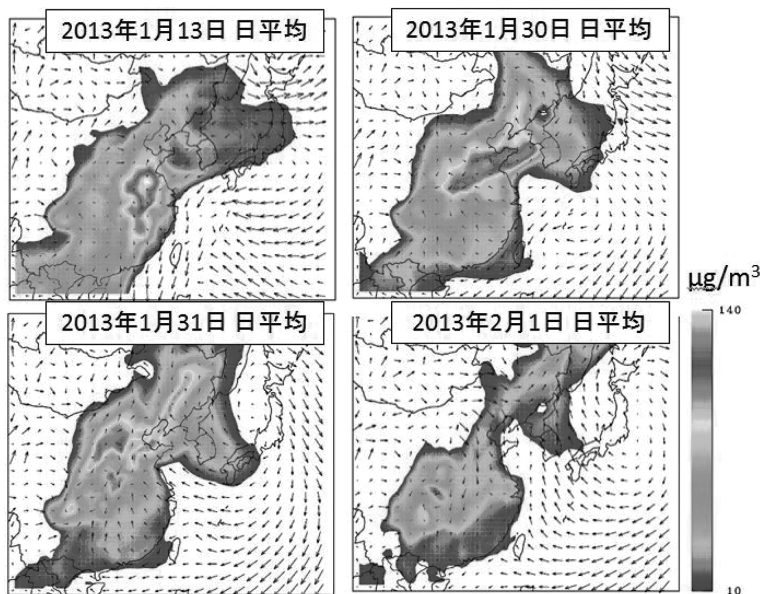 2013年1月13日 日平均
2013年1月30日 日平均
2013年1月31日 日平均
2013年2月1日 日平均
μg/m³
140
10